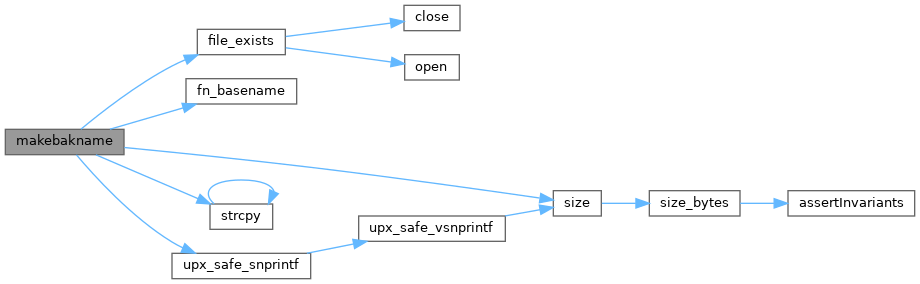 makebakname
file_exists
close
open
fn_basename
strcpy
upx_safe_snprintf
upx_safe_vsnprintf
size
size_bytes
assertInvariants